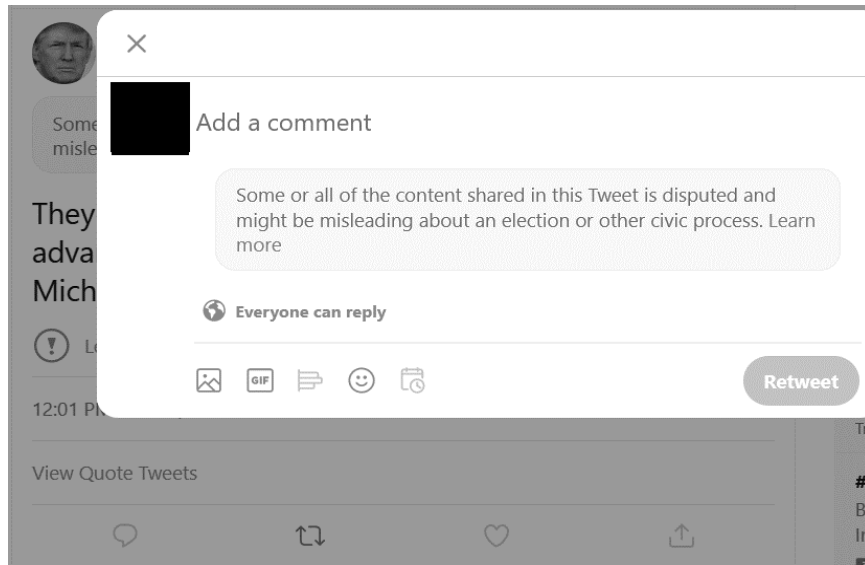 Add a comment
Some
misle
Some or all of the content shared in this Tweet is disputed and
might be misleading about an election or other civic process. Learn
more
They
adva
Mich
Everyone can reply
GIF
Retweet
12:01
View Quote Tweets
#